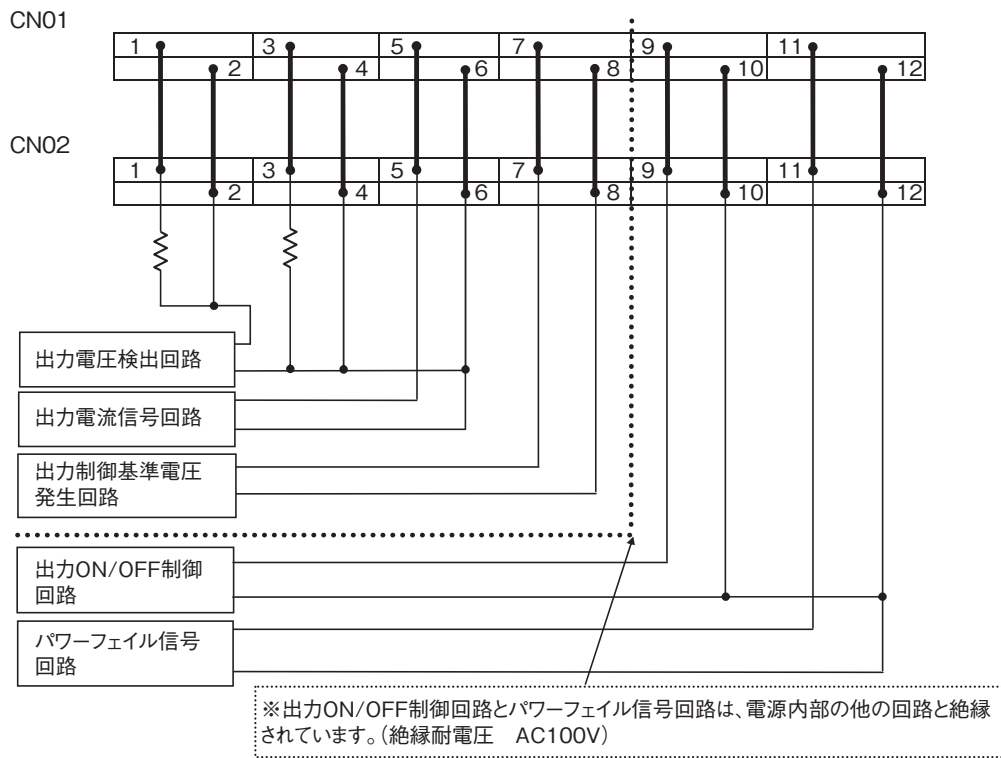 CN01
1 3 5 7 9 11
2 4 6 8 10 12
CN02
1 3 5 7 9 11
2 4 6 8 10 12
出力電圧検出回路
出力電流信号回路
出力制御基準電圧
発生回路
出力ON/OFF制御
回路
パワーフェイル信号
回路
※出力ON/OFF制御回路とパワーフェイル信号回路は、電源内部の他の回路と絶縁
されています。(絶縁耐電圧　AC100V)